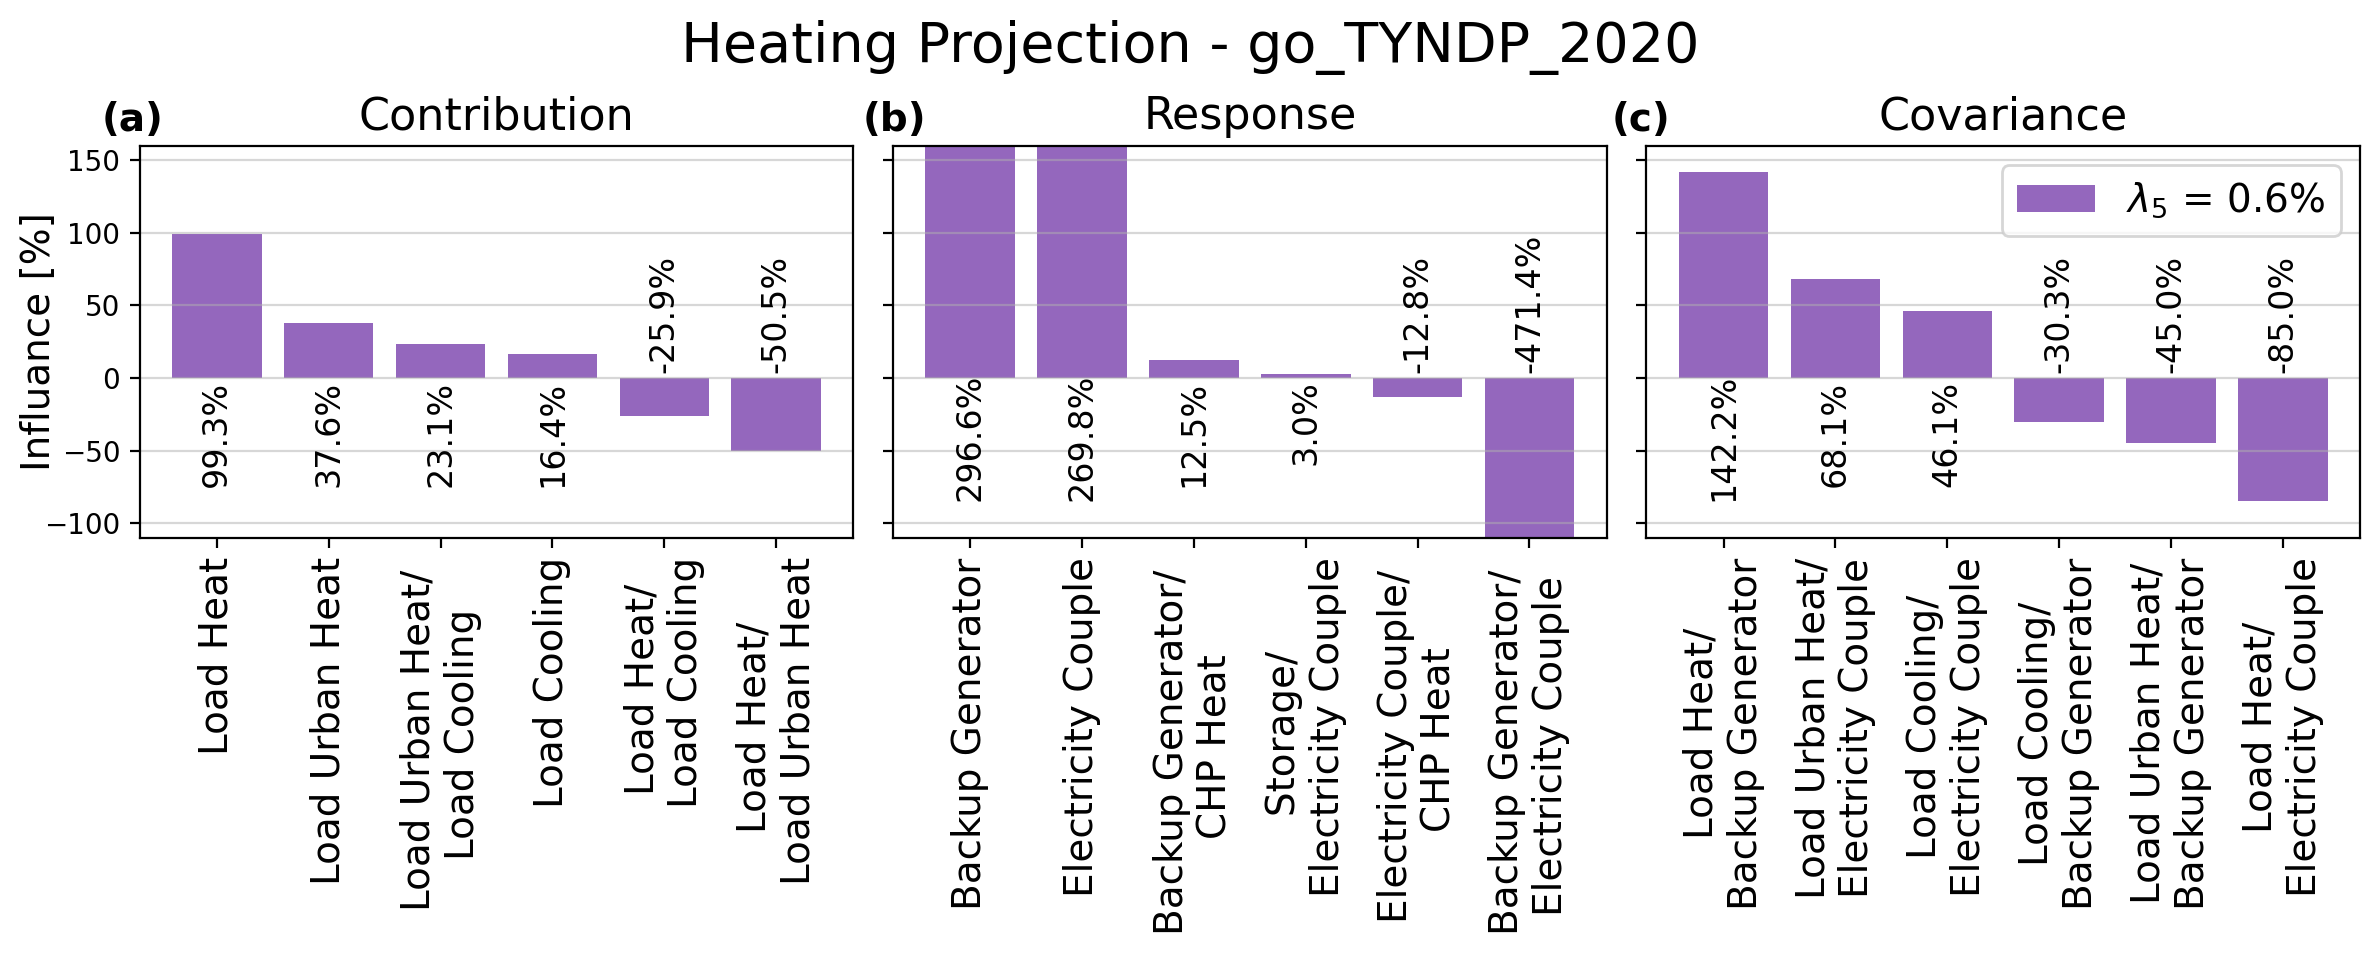 Heating Projection - go_TYNDP_2020
(a)
Contribution
Influance [%]
150
100
50
0
−50
−100
99.3%
37.6%
23.1%
16.4%
-25.9%
-50.5%
Load Heat
Load Urban Heat
Load Urban Heat/
Load Cooling
Load Cooling
Load Heat/
Load Cooling
Load Heat/
Load Urban Heat
(b)
Response
296.6%
269.8%
12.5%
3.0%
-12.8%
-471.4%
Backup Generator
Electricity Couple
Backup Generator/
CHP Heat
Storage/
Electricity Couple
Electricity Couple/
CHP Heat
Backup Generator/
Electricity Couple
(c)
Covariance
λ5 = 0.6%
142.2%
68.1%
46.1%
-30.3%
-45.0%
-85.0%
Load Heat/
Backup Generator
Load Urban Heat/
Electricity Couple
Load Cooling/
Electricity Couple
Load Cooling/
Backup Generator
Load Urban Heat/
Backup Generator
Load Heat/
Electricity Couple